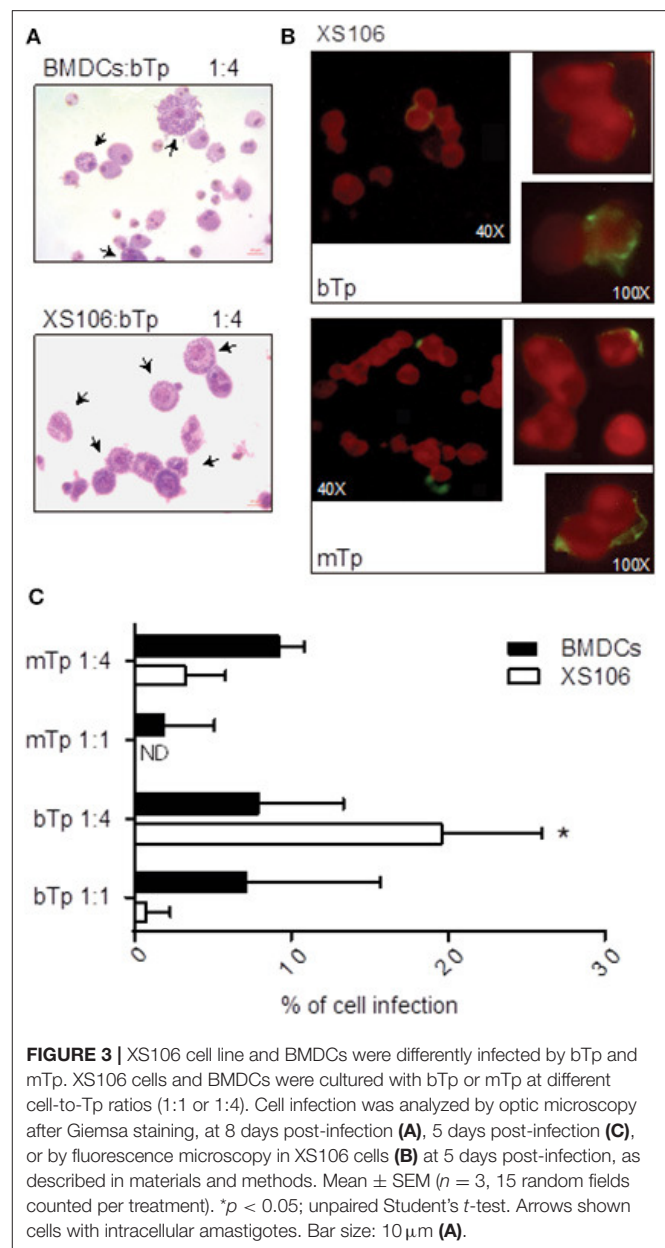 A
BMDCs:bTp 1:4
XS106:bTp 1:4
B
XS106
40X
bTp
100X
40X
mTp
100X
C
mTp 1:4
mTp 1:1
ND
bTp 1:4
*
bTp 1:1
BMDCs
XS106
0 10 20 30
% of cell infection
FIGURE 3 | XS106 cell line and BMDCs were differently infected by bTp and
mTp. XS106 cells and BMDCs were cultured with bTp or mTp at different
cell-to-Tp ratios (1:1 or 1:4). Cell infection was analyzed by optic microscopy
after Giemsa staining, at 8 days post-infection (A), 5 days post-infection (C),
or by fluorescence microscopy in XS106 cells (B) at 5 days post-infection, as
described in materials and methods. Mean ± SEM (n = 3, 15 random fields
counted per treatment). *p < 0.05; unpaired Student's t-test. Arrows shown
cells with intracellular amastigotes. Bar size: 10 μm (A).